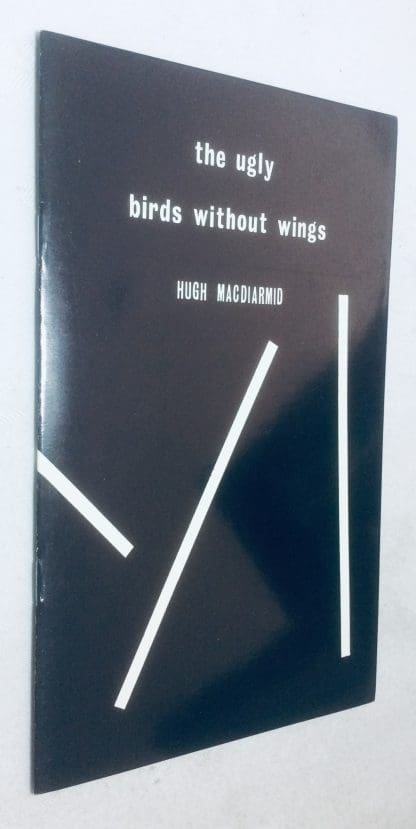 the ugly
birds without wings
HUGH MACDIARMID